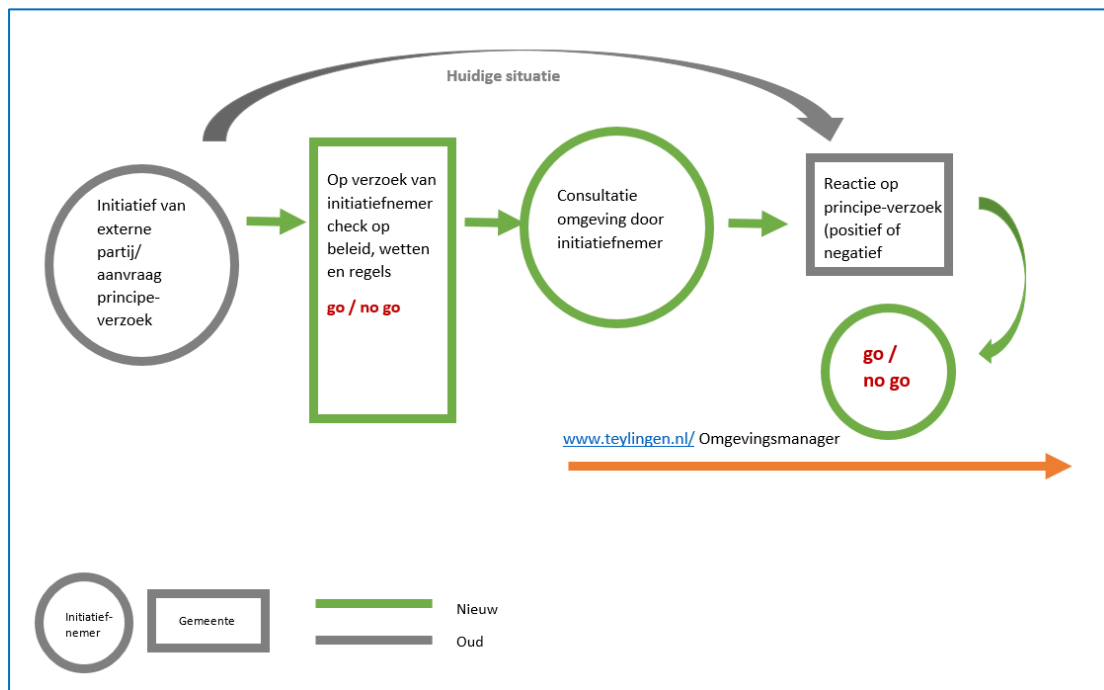 Huidige situatie
Initiatief van
externe
partij/
aanvraag
principe-
verzoek
Op verzoek van
initiatiefnemer
check op
beleid, wetten
en regels
go / no go
Consultatie
omgeving door
initiatiefnemer
Reactie op
principe-verzoek
(positief of
negatief
go /
no go
www.teylingen.nl/ Omgevingsmanager
Initiatief-
nemer
Gemeente
Nieuw
Oud